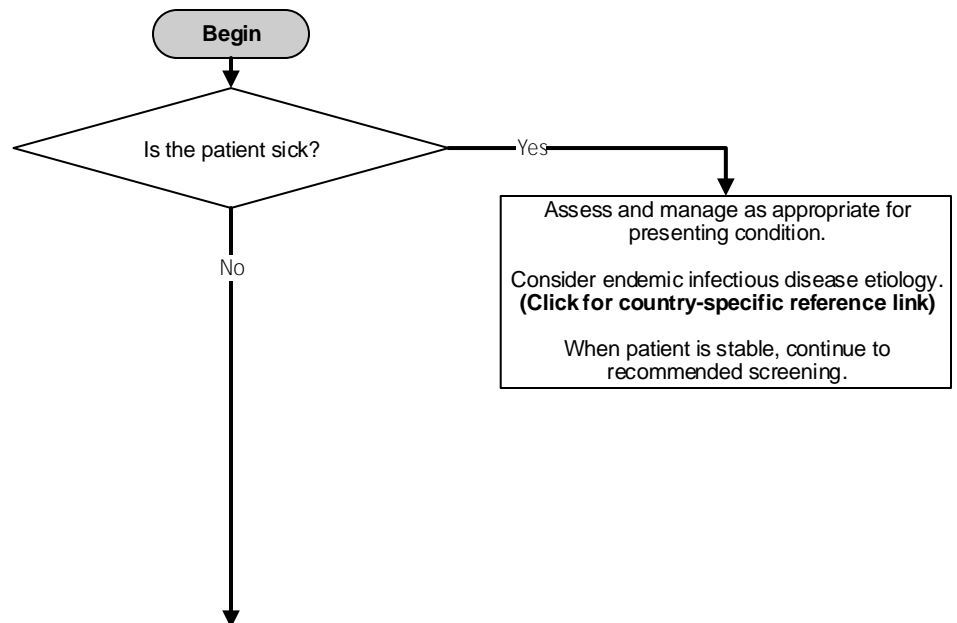 Begin
Is the patient sick?
Yes
Assess and manage as appropriate for
presenting condition.
Consider endemic infectious disease etiology.
(Click for country-specific reference link)
When patient is stable, continue to
recommended screening.
No